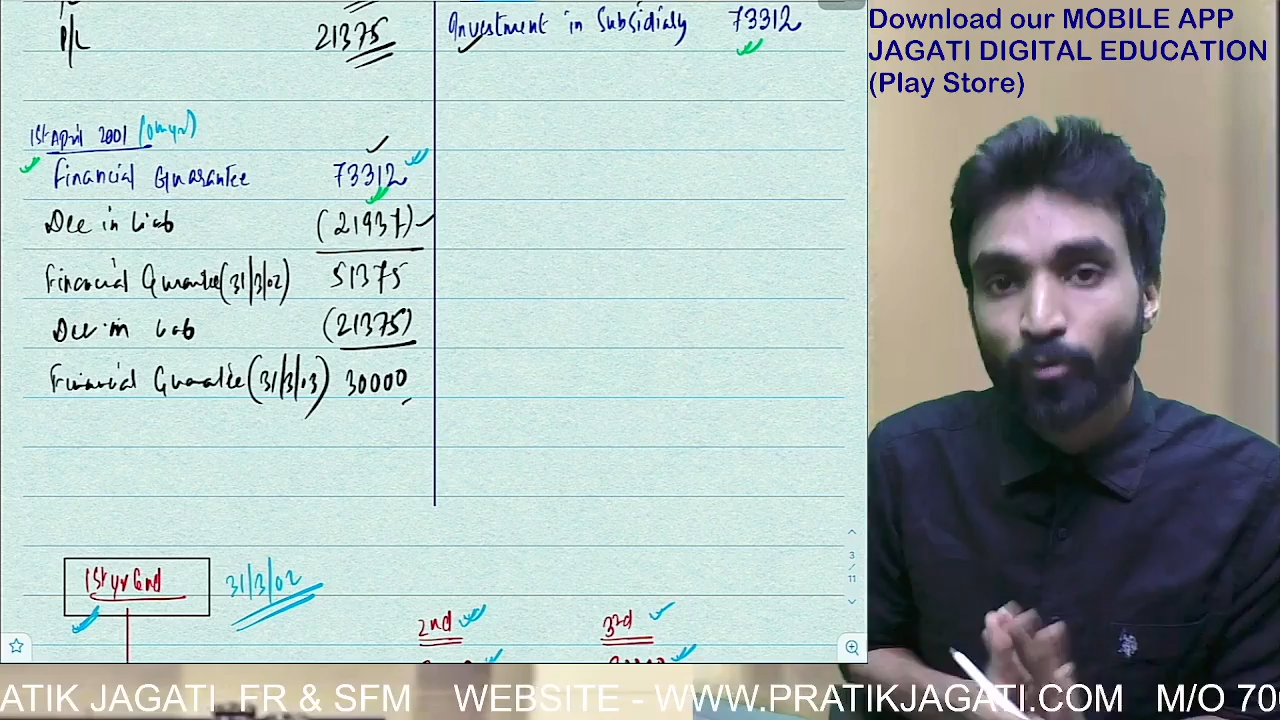 P/L 21375
Investment in Subsidiary 73312
Download our MOBILE APP
JAGATI DIGITAL EDUCATION
(Play Store)
1st April 2001
Financial Guarantee 73312
Dec in Liab (21937)
Financial Guarantee (31/3/02) 51375
Dec in Liab (21375)
Financial Guarantee (31/3/03) 30000
3
/
11
1st yr End 31/3/02
2nd 3rd
ATIK JAGATI FR & SFM WEBSITE - WWW.PRATIKJAGATI.COM M/O 70